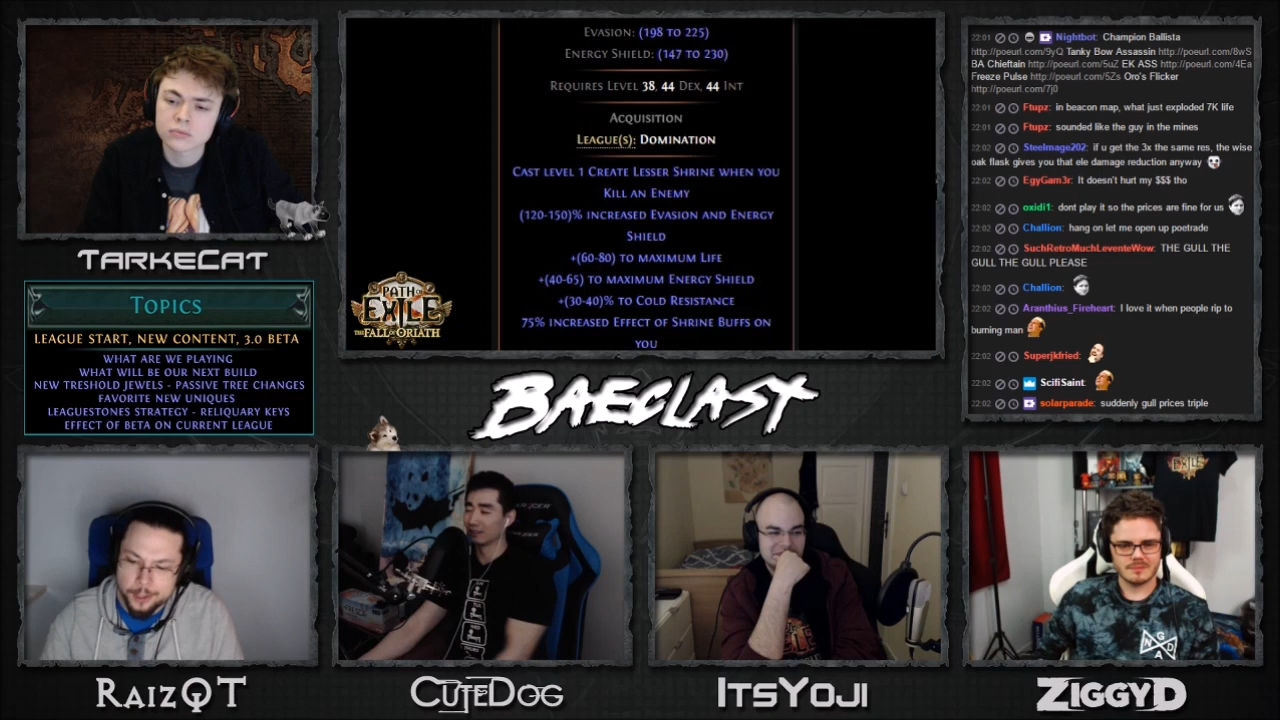 EVASION: (198 TO 225)
ENERGY SHIELD: (147 TO 230)
REQUIRES LEVEL 38, 44 DEX, 44 INT
ACQUISITION
LEAGUE(S): DOMINATION
CAST LEVEL 1 CREATE LESSER SHRINE WHEN YOU
KILL AN ENEMY
(120-150)% INCREASED EVASION AND ENERGY
SHIELD
+(60-80) TO MAXIMUM LIFE
+(40-65) TO MAXIMUM ENERGY SHIELD
+(30-40)% TO COLD RESISTANCE
75% INCREASED EFFECT OF SHRINE BUFFS ON
YOU
PATH OF
EXILE
THE FALL OF ORIATH
22:01 Nightbot: Champion Ballista
http://poeurl.com/9yQ Tanky Bow Assassin http://poeurl.com/8wS
BA Chieftain http://poeurl.com/5uZ EK ASS http://poeurl.com/4Ea
Freeze Pulse http://poeurl.com/5Zs Oro's Flicker
http://poeurl.com/7j0
22:01 Ftupz: in beacon map, what just exploded 7K life
22:01 Ftupz: sounded like the guy in the mines
22:02 Steelmage202: if u get the 3x the same res, the wise
oak flask gives you that ele damage reduction anyway
22:02 EgyGam3r: It doesn't hurt my $$$ tho
22:02 oxidi1: dont play it so the prices are fine for us
22:02 Challion: hang on let me open up poetrade
22:02 SuchRetroMuchLeventeWow: THE GULL THE
GULL THE GULL PLEASE
22:02 Challion:
22:02 Aranthius_Fireheart: I love it when people rip to
burning man
22:02 Superjkfried:
22:02 ScifiSaint:
22:02 solarparade: suddenly gull prices triple
TARKECAT
TOPICS
LEAGUE START, NEW CONTENT, 3.0 BETA
WHAT ARE WE PLAYING
WHAT WILL BE OUR NEXT BUILD
NEW TRESHOLD JEWELS - PASSIVE TREE CHANGES
FAVORITE NEW UNIQUES
LEAGUESTONES STRATEGY - RELIQUARY KEYS
EFFECT OF BETA ON CURRENT LEAGUE
BAECLAST
EXILE
RAIZQT
CUTEDOG
ITSYOJI
ZIGGYD